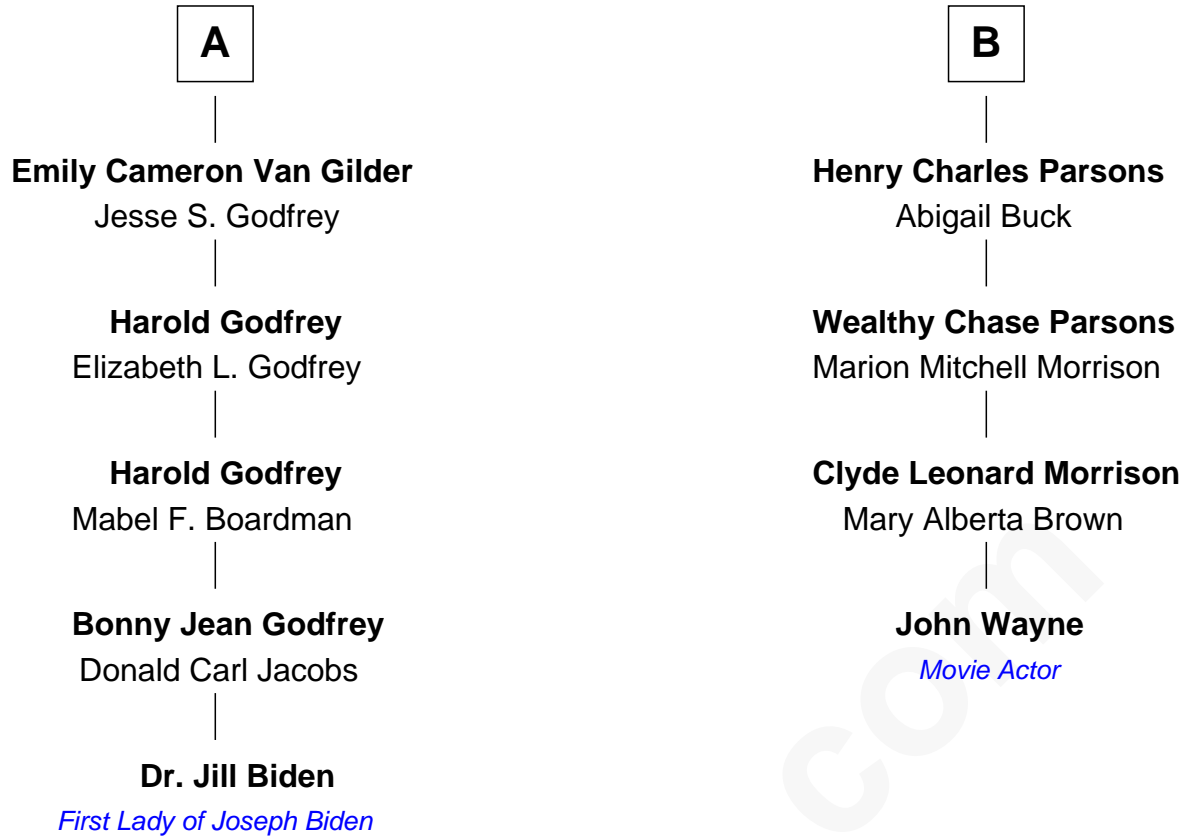 A
Emily Cameron Van Gilder
Jesse S. Godfrey
Harold Godfrey
Elizabeth L. Godfrey
Harold Godfrey
Mabel F. Boardman
Bonny Jean Godfrey
Donald Carl Jacobs
Dr. Jill Biden
First Lady of Joseph Biden
B
Henry Charles Parsons
Abigail Buck
Wealthy Chase Parsons
Marion Mitchell Morrison
Clyde Leonard Morrison
Mary Alberta Brown
John Wayne
Movie Actor
com